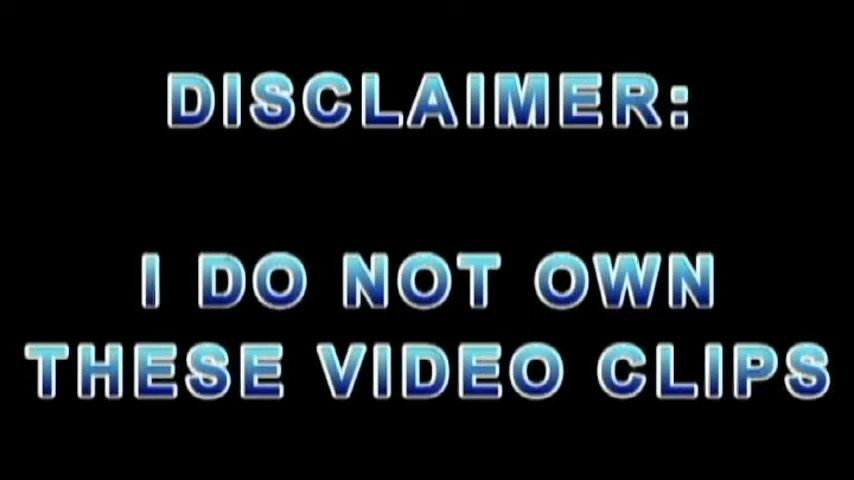 DISCLAIMER:
I DO NOT OWN
THESE VIDEO CLIPS